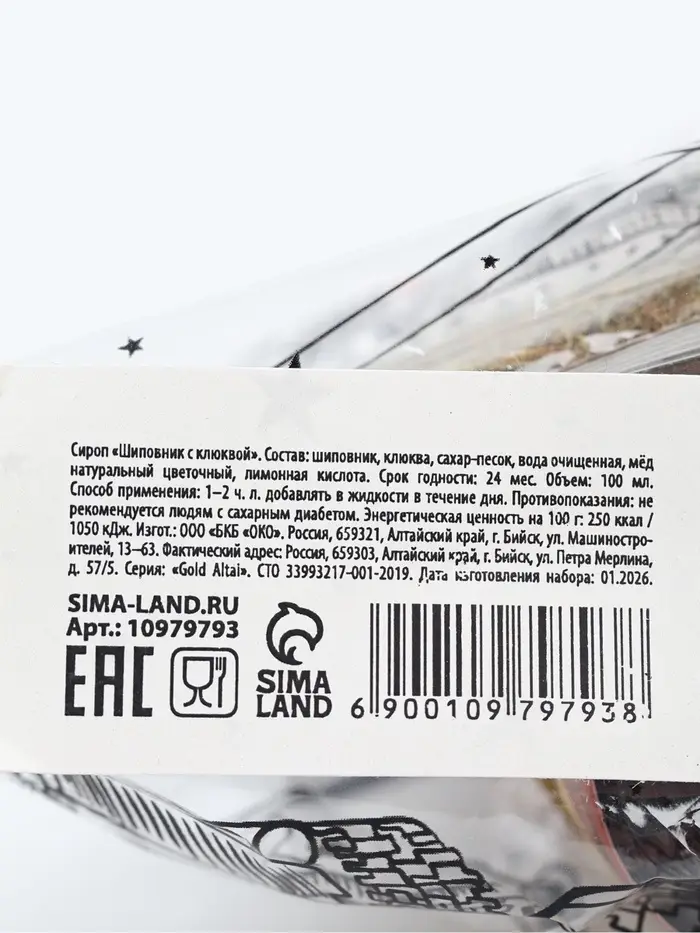 Сироп «Шиповник с клюквой». Состав: шиповник, клюква, сахар-песок, вода очищенная, мёд
натуральный цветочный, лимонная кислота. Срок годности: 24 мес. Объем: 100 мл.
Способ применения: 1–2 ч. л. добавлять в жидкости в течение дня. Противопоказания: не
рекомендуется людям с сахарным диабетом. Энергетическая ценность на 100 г: 250 ккал /
1050 кДж. Изгот.: ООО «БКБ «ОКО». Россия, 659321, Алтайский край, г. Бийск, ул. Машинострo-
ителей, 13–63. Фактический адрес: Россия, 659303, Алтайский край, г. Бийск, ул. Петра Мерлина,
д. 57/5. Серия: «Gold Altai». СТО 33993217-001-2019. Дата изготовления набора: 01.2026.
SIMA-LAND.RU
Арт.: 10979793
EAC
SIMA
LAND
6 900109 797938